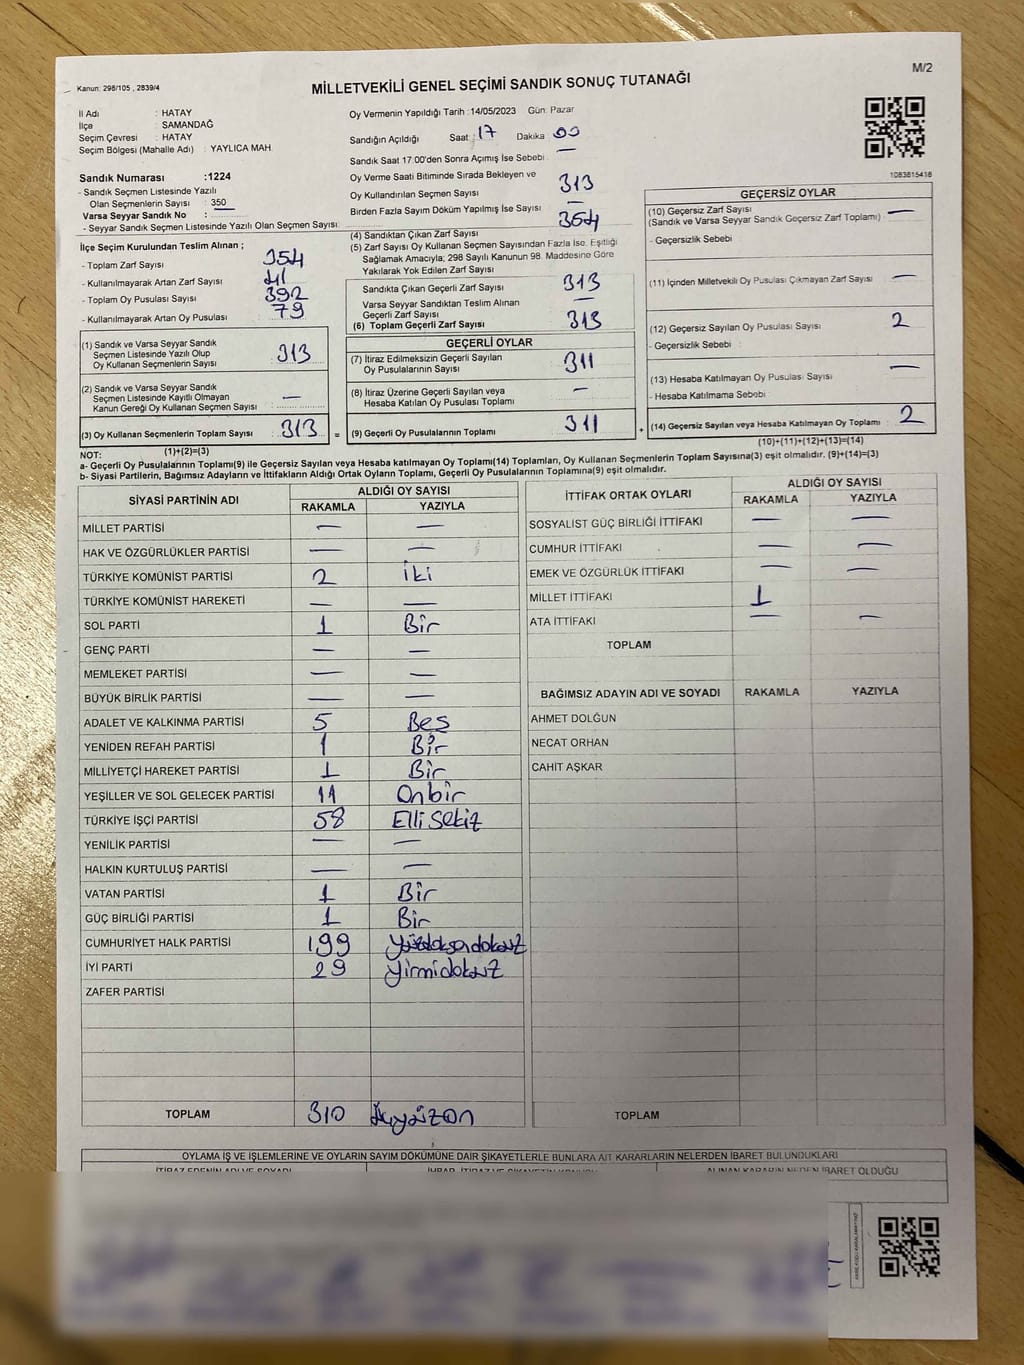 M/2
Kanun: 298/105 , 2839/4
MİLLETVEKİLİ GENEL SEÇİMİ SANDIK SONUÇ TUTANAĞI
İl Adı : HATAY
İlçe : SAMANDAĞ
Seçim Çevresi : HATAY
Seçim Bölgesi (Mahalle Adı) : YAYLICA MAH.
Sandık Numarası :1224
- Sandık Seçmen Listesinde Yazılı
Olan Seçmenlerin Sayısı : 350
Varsa Seyyar Sandık No :
- Seyyar Sandık Seçmen Listesinde Yazılı Olan Seçmen Sayısı:
Oy Vermenin Yapıldığı Tarih :14/05/2023 Gün: Pazar
Sandığın Açıldığı Saat : 17 Dakika : 00
Sandık Saat 17:00'den Sonra Açımış İse Sebebi : —
Oy Verme Saati Bitiminde Sırada Bekleyen ve
Oy Kullandırılan Seçmen Sayısı 313
Birden Fazla Sayım Döküm Yapılmış İse Sayısı —
(4) Sandıktan Çıkan Zarf Sayısı 354
(5) Zarf Sayısı Oy Kullanan Seçmen Sayısından Fazla İse, Eşitliği
Sağlamak Amacıyla; 298 Sayılı Kanunun 98. Maddesine Göre
Yakılarak Yok Edilen Zarf Sayısı
İlçe Seçim Kurulundan Teslim Alınan ;
- Toplam Zarf Sayısı 354
- Kullanılmayarak Artan Zarf Sayısı 41
- Toplam Oy Pusulası Sayısı 392
- Kullanılmayarak Artan Oy Pusulası 79
Sandıkta Çıkan Geçerli Zarf Sayısı 313
Varsa Seyyar Sandıktan Teslim Alınan —
Geçerli Zarf Sayısı
(6) Toplam Geçerli Zarf Sayısı 313
(1) Sandık ve Varsa Seyyar Sandık
Seçmen Listesinde Yazılı Olup
Oy Kullanan Seçmenlerin Sayısı 313
(2) Sandık ve Varsa Seyyar Sandık
Seçmen Listesinde Kayıtlı Olmayan —
Kanun Gereği Oy Kullanan Seçmen Sayısı
(3) Oy Kullanan Seçmenlerin Toplam Sayısı 313 =
(1)+(2)=(3)
GEÇERLİ OYLAR
(7) İtiraz Edilmeksizin Geçerli Sayılan
Oy Pusulalarının Sayısı 311
(8) İtiraz Üzerine Geçerli Sayılan veya
Hesaba Katılan Oy Pusulası Toplamı —
(9) Geçerli Oy Pusulalarının Toplamı 311 +
1083815416
GEÇERSİZ OYLAR
(10) Geçersiz Zarf Sayısı
(Sandık ve Varsa Seyyar Sandık Geçersiz Zarf Toplamı) —
- Geçersizlik Sebebi :
(11) İçinden Milletvekili Oy Pusulası Çıkmayan Zarf Sayısı —
(12) Geçersiz Sayılan Oy Pusulası Sayısı 2
- Geçersizlik Sebebi :
(13) Hesaba Katılmayan Oy Pusulası Sayısı —
- Hesaba Katılmama Sebebi
(14) Geçersiz Sayılan veya Hesaba Katılmayan Oy Toplamı 2
(10)+(11)+(12)+(13)=(14)
NOT:
a- Geçerli Oy Pusulalarının Toplamı(9) ile Geçersiz Sayılan veya Hesaba katılmayan Oy Toplamı(14) Toplamları, Oy Kullanan Seçmenlerin Toplam Sayısına(3) eşit olmalıdır. (9)+(14)=(3)
b- Siyasi Partilerin, Bağımsız Adayların ve İttifakların Aldığı Ortak Oyların Toplamı, Geçerli Oy Pusulalarının Toplamına(9) eşit olmalıdır.
SİYASİ PARTİNİN ADI ALDIĞI OY SAYISI
RAKAMLA YAZIYLA
MİLLET PARTİSİ — —
HAK VE ÖZGÜRLÜKLER PARTİSİ — —
TÜRKİYE KOMÜNİST PARTİSİ 2 iki
TÜRKİYE KOMÜNİST HAREKETİ — —
SOL PARTİ 1 Bir
GENÇ PARTİ — —
MEMLEKET PARTİSİ — —
BÜYÜK BİRLİK PARTİSİ — —
ADALET VE KALKINMA PARTİSİ 5 Beş
YENİDEN REFAH PARTİSİ 1 Bir
MİLLİYETÇİ HAREKET PARTİSİ 1 Bir
YEŞİLLER VE SOL GELECEK PARTİSİ 11 Onbir
TÜRKİYE İŞÇİ PARTİSİ 58 Elli sekiz
YENİLİK PARTİSİ — —
HALKIN KURTULUŞ PARTİSİ — —
VATAN PARTİSİ 1 Bir
GÜÇ BİRLİĞİ PARTİSİ 1 Bir
CUMHURİYET HALK PARTİSİ 199 Yüzdoksandokuz
İYİ PARTİ 29 Yirmidokuz
ZAFER PARTİSİ
TOPLAM 310 üçyüzon
İTTİFAK ORTAK OYLARI ALDIĞI OY SAYISI
RAKAMLA YAZIYLA
SOSYALİST GÜÇ BİRLİĞİ İTTİFAKI — —
CUMHUR İTTİFAKI — —
EMEK VE ÖZGÜRLÜK İTTİFAKI — —
MİLLET İTTİFAKI 1
ATA İTTİFAKI — —
TOPLAM
BAĞIMSIZ ADAYIN ADI VE SOYADI RAKAMLA YAZIYLA
AHMET DOLĞUN
NECAT ORHAN
CAHİT AŞKAR
TOPLAM
OYLAMA İŞ VE İŞLEMLERİNE VE OYLARIN SAYIM DÖKÜMÜNE DAİR ŞİKAYETLERLE BUNLARA AİT KARARLARIN NELERDEN İBARET BULUNDUKLARI
İTİRAZ EDENİN ADI VE SOYADI İHBAR, İTİRAZ VE ŞİKAYETİN KONUSU ALINAN KARARIN NEDEN İBARET OLDUĞU